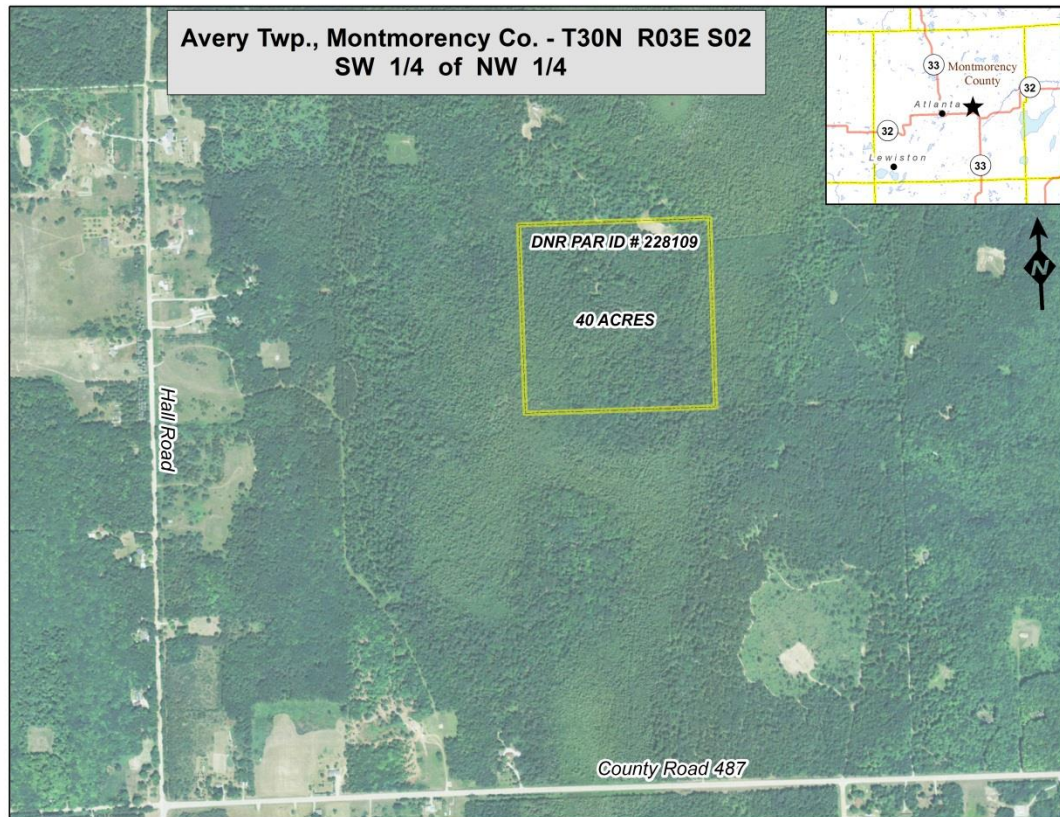 Avery Twp., Montmorency Co. - T30N R03E S02
SW 1/4 of NW 1/4
33
Montmorency
County
32
Atlanta
32
Lewiston
33
N
DNR PAR ID # 228109
40 ACRES
Hall Road
County Road 487